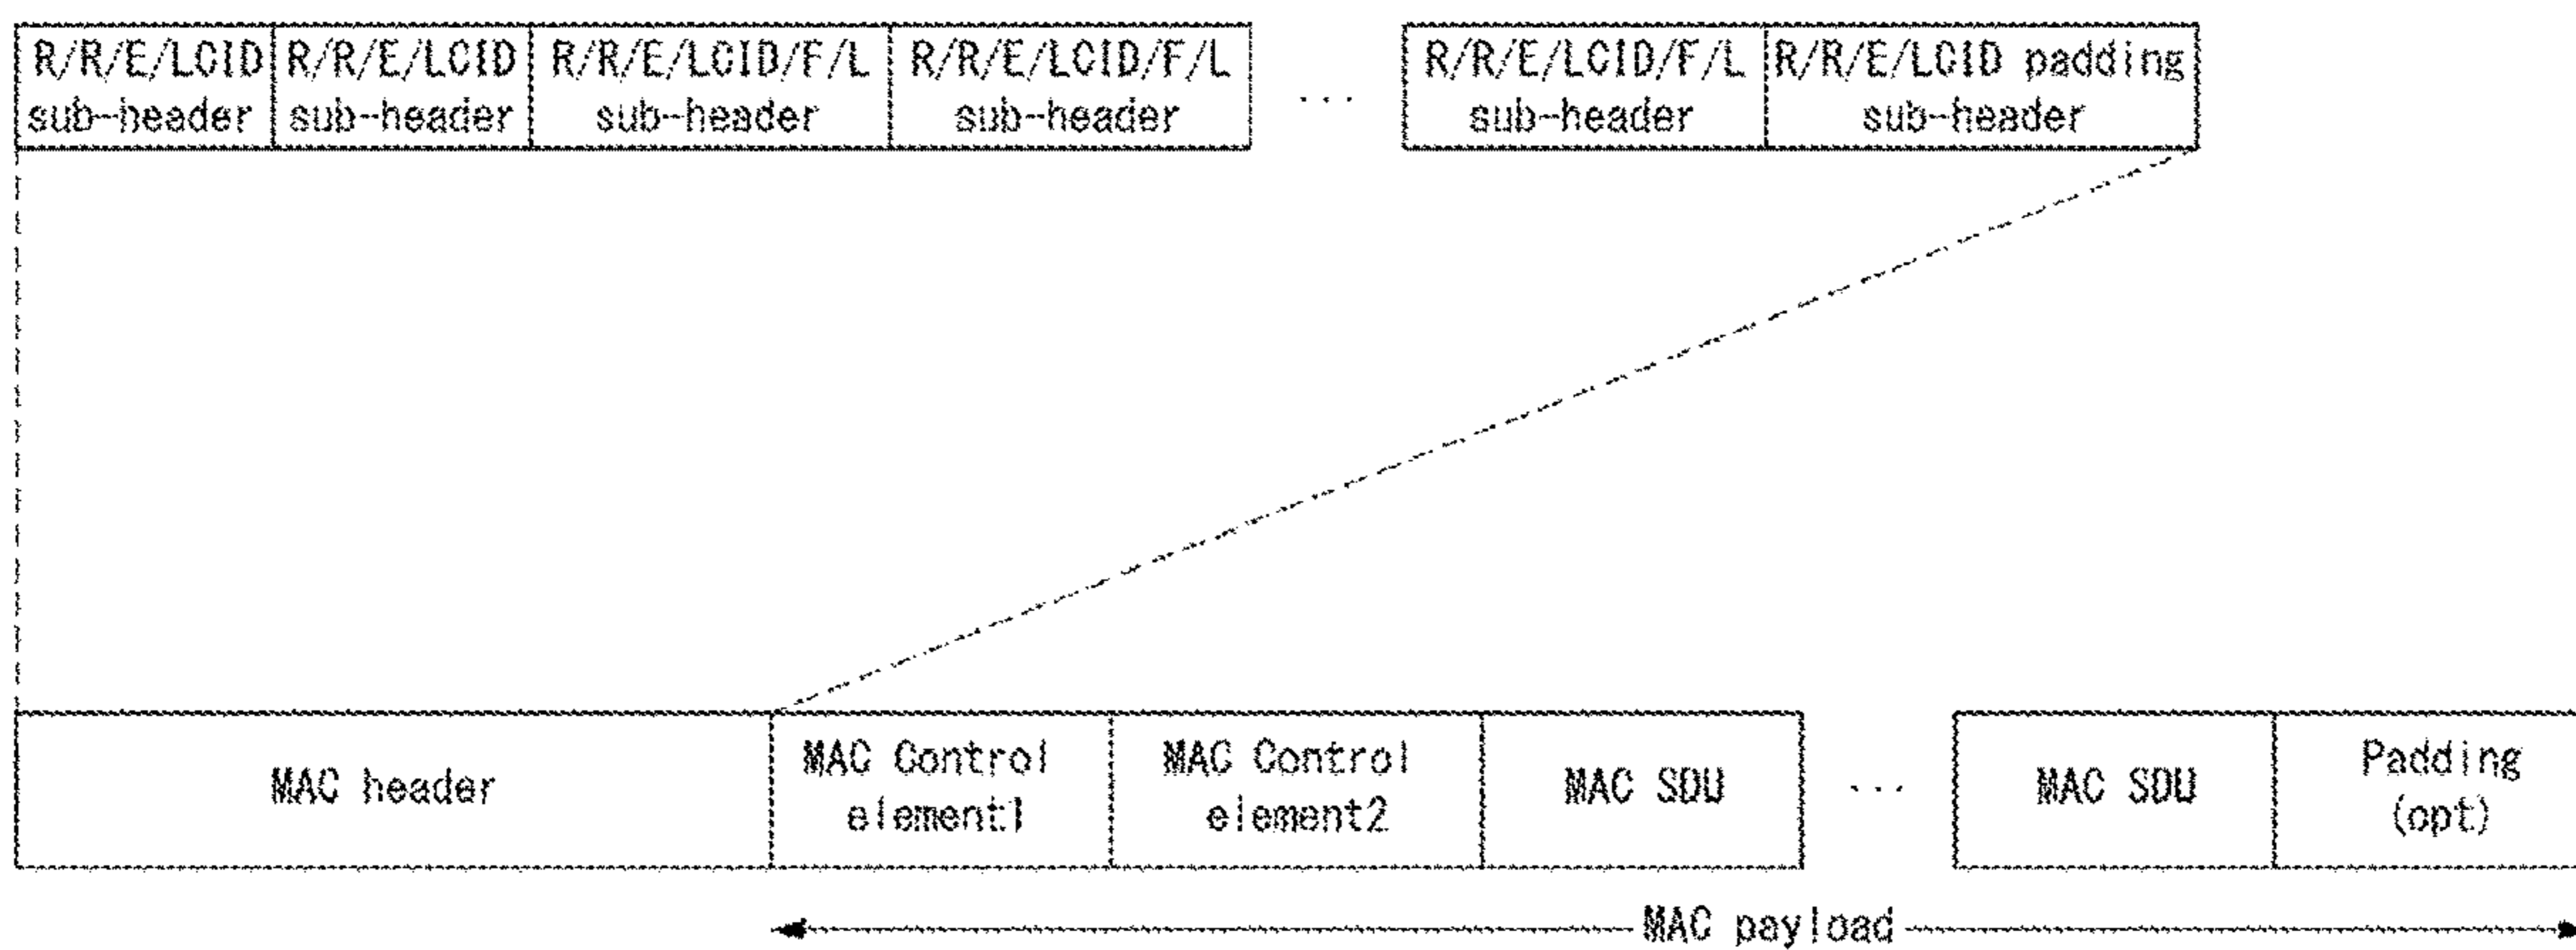 R/R/E/LCID R/R/E/LCID R/R/E/LCID/F/L R/R/E/LCID/F/L ... R/R/E/LCID/F/L R/R/E/LCID padding
sub-header sub-header sub-header sub-header sub-header sub-header
MAC header
MAC Control
element1
MAC Control
element2
MAC SDU
...
MAC SDU
Padding
(opt)
MAC payload